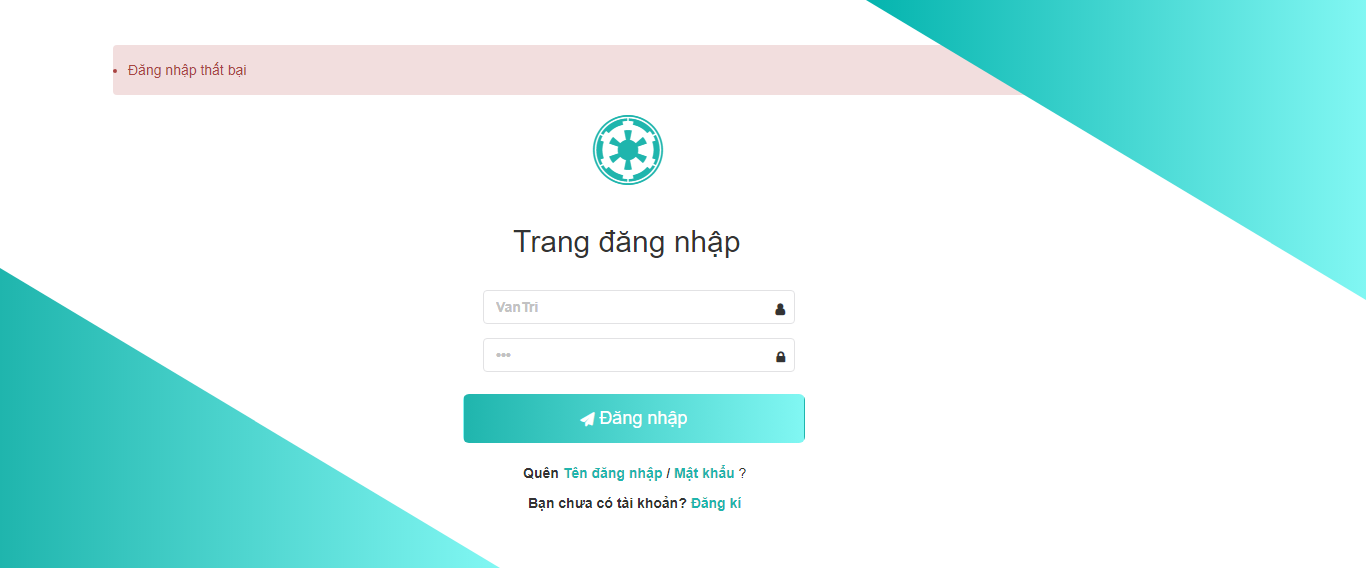 Đăng nhập thất bại
Trang đăng nhập
VanTri
•••
Đăng nhập
Quên Tên đăng nhập / Mật khẩu ?
Bạn chưa có tài khoản? Đăng kí